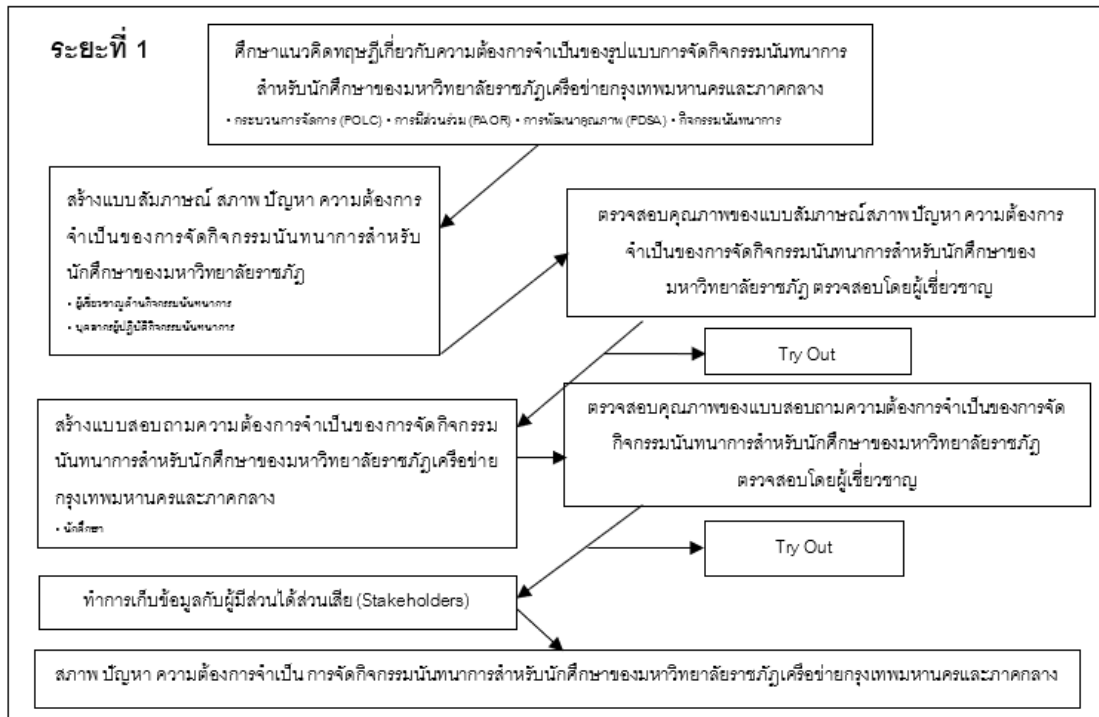 ระยะที่ 1
ศึกษาแนวคิดทฤษฎีเกี่ยวกับความต้องการจำเป็นของรูปแบบการจัดกิจกรรมนันทนาการ
สำหรับนักศึกษาของมหาวิทยาลัยราชภัฏเครือข่ายกรุงเทพมหานครและภาคกลาง
• กระบวนการจัดการ (POLC) • การมีส่วนร่วม (PAOR) • การพัฒนาคุณภาพ (PDSA) • กิจกรรมนันทนาการ
สร้างแบบสัมภาษณ์ สภาพ ปัญหา ความต้องการ
จำเป็นของการจัดกิจกรรมนันทนาการสำหรับ
นักศึกษาของมหาวิทยาลัยราชภัฏ
• ผู้เชี่ยวชาญด้านกิจกรรมนันทนาการ
• บุคลากรผู้ปฏิบัติกิจกรรมนันทนาการ
ตรวจสอบคุณภาพของแบบสัมภาษณ์สภาพ ปัญหา ความต้องการ
จำเป็นของการจัดกิจกรรมนันทนาการสำหรับนักศึกษาของ
มหาวิทยาลัยราชภัฏ ตรวจสอบโดยผู้เชี่ยวชาญ
Try Out
สร้างแบบสอบถามความต้องการจำเป็นของการจัดกิจกรรม
นันทนาการสำหรับนักศึกษาของมหาวิทยาลัยราชภัฏเครือข่าย
กรุงเทพมหานครและภาคกลาง
• นักศึกษา
ตรวจสอบคุณภาพของแบบสอบถามความต้องการจำเป็นของการจัด
กิจกรรมนันทนาการสำหรับนักศึกษาของมหาวิทยาลัยราชภัฏ
ตรวจสอบโดยผู้เชี่ยวชาญ
Try Out
ทำการเก็บข้อมูลกับผู้มีส่วนได้ส่วนเสีย (Stakeholders)
สภาพ ปัญหา ความต้องการจำเป็น การจัดกิจกรรมนันทนาการสำหรับนักศึกษาของมหาวิทยาลัยราชภัฏเครือข่ายกรุงเทพมหานครและภาคกลาง